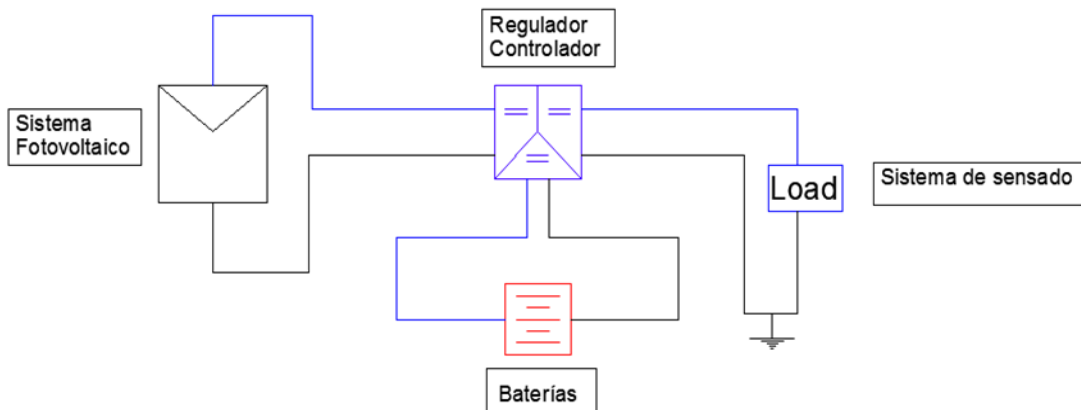 Regulador
Controlador
Sistema
Fotovoltaico
Load
Sistema de sensado
Baterías